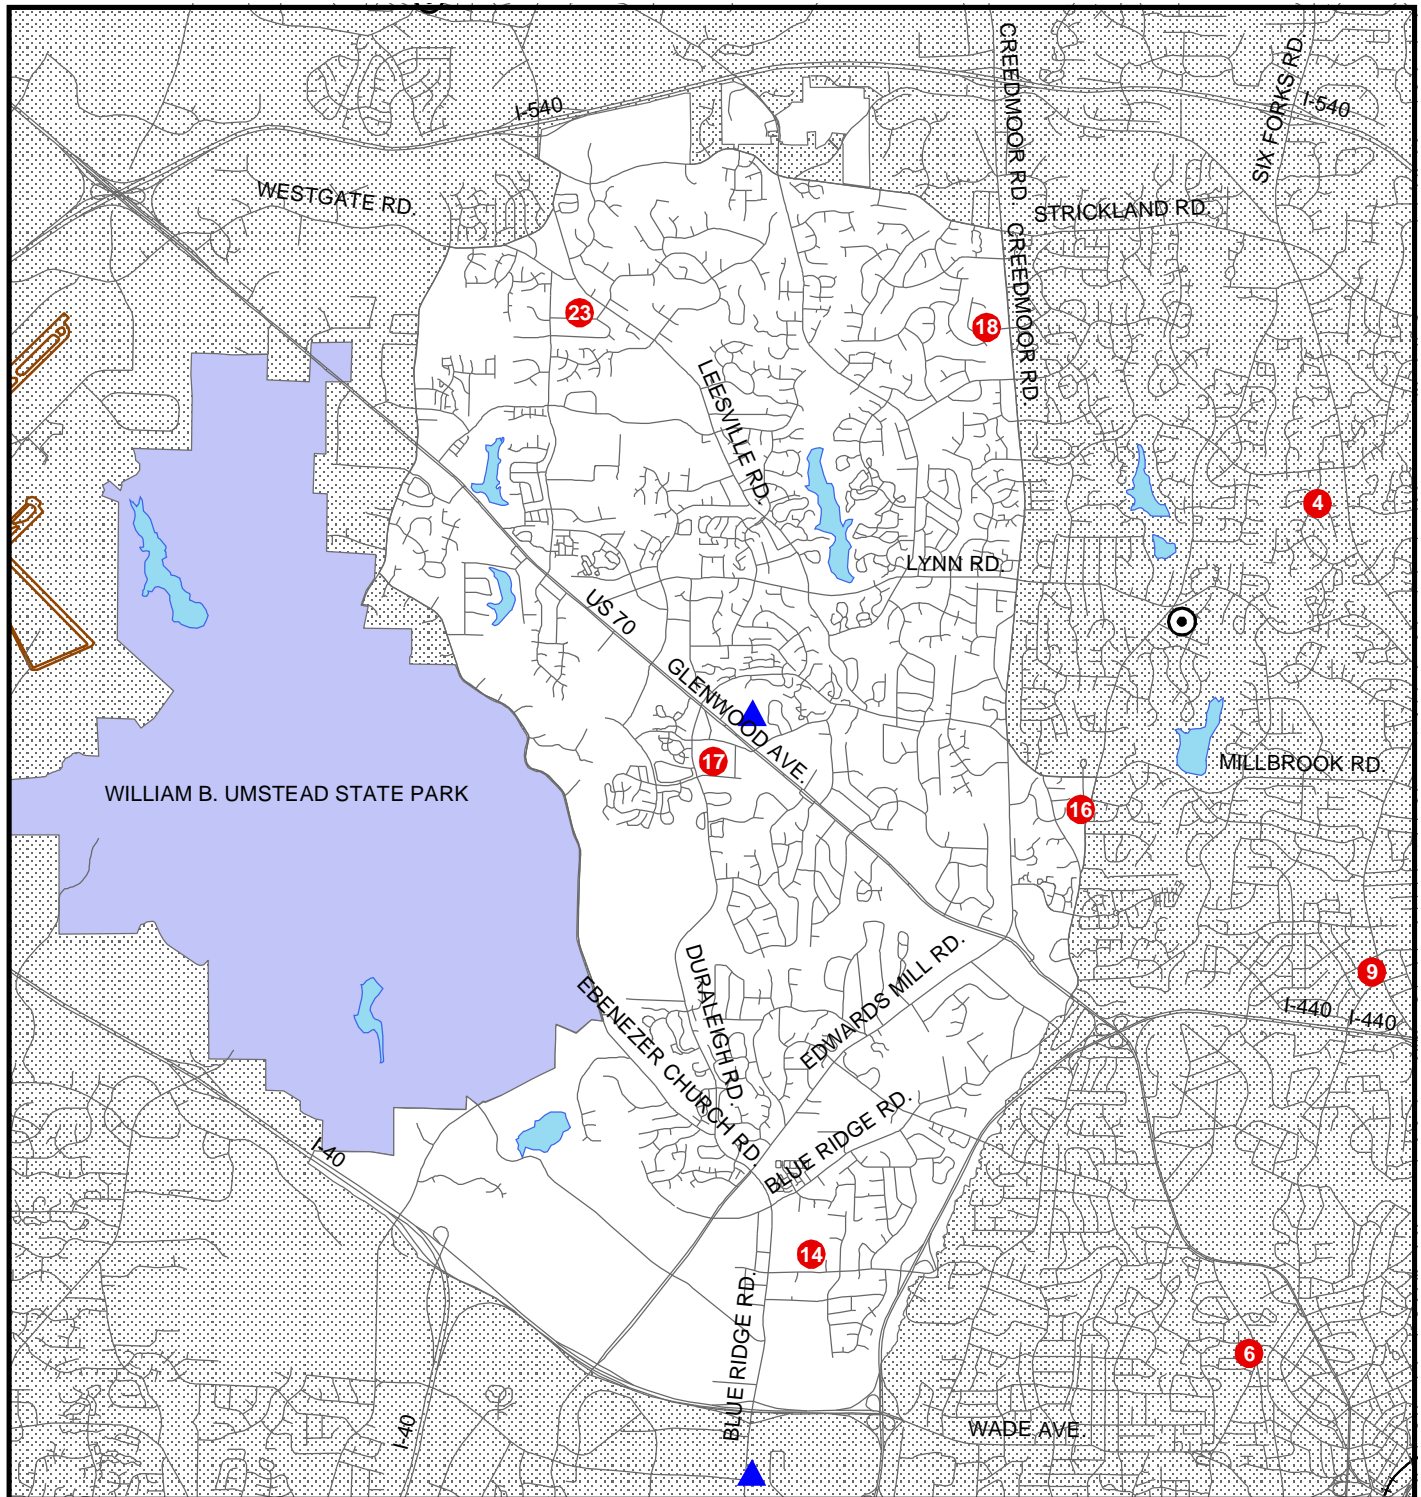 CREEDMOOR RD
SIX FORKS RD.
I-540
I-540
WESTGATE RD.
STRICKLAND RD.
CREEDMOOR RD.
23
18
LEESVILLE RD.
4
LYNN RD.
US 70
GLENWOOD AVE.
17
MILLBROOK RD
WILLIAM B. UMSTEAD STATE PARK
16
EDWARDS MILL RD.
DURALEIGH RD.
9
EBENEZER CHURCH RD.
I-440
I-440
BLUE RIDGE RD.
I-40
14
BLUE RIDGE RD.
6
I-40
WADE AVE.